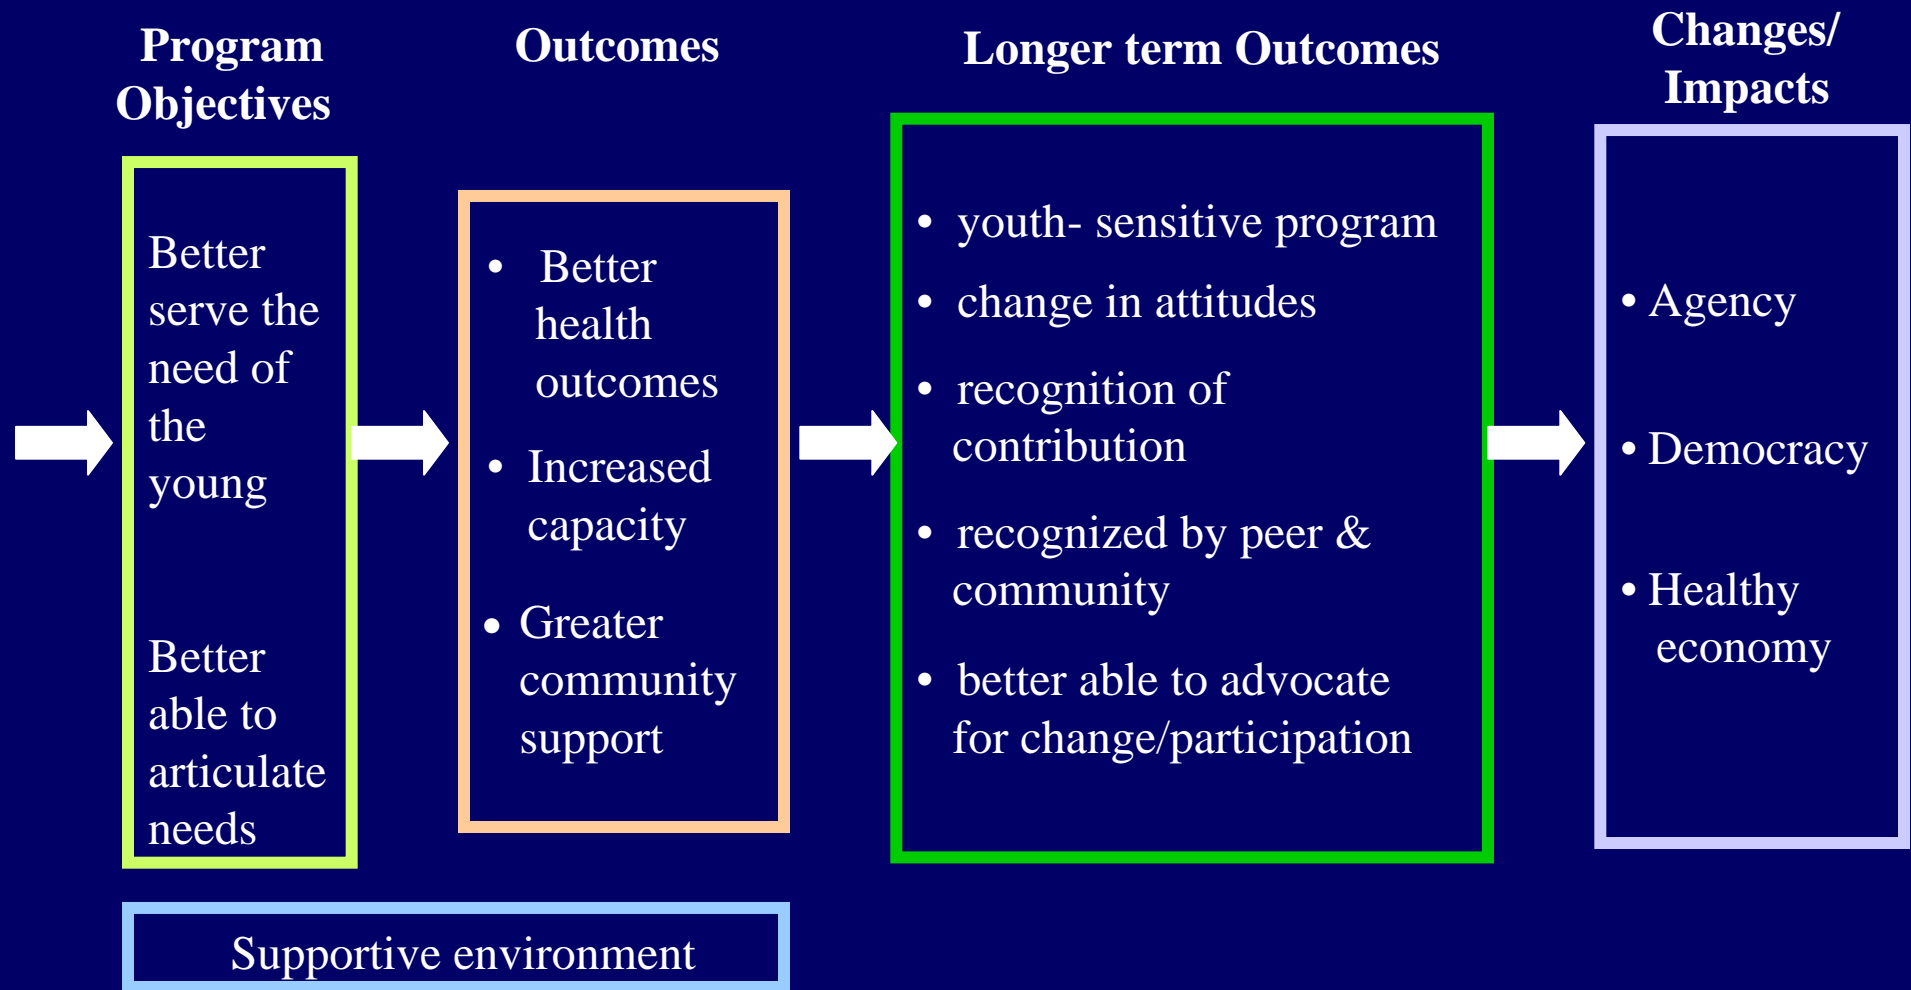 Program
Objectives
Better
serve the
need of
the
young
Better
able to
articulate
needs
Outcomes
• Better
health
outcomes
• Increased
capacity
• Greater
community
support
Longer term Outcomes
• youth- sensitive program
• change in attitudes
• recognition of
contribution
• recognized by peer &
community
• better able to advocate
for change/participation
Changes/
Impacts
• Agency
• Democracy
• Healthy
economy
Supportive environment